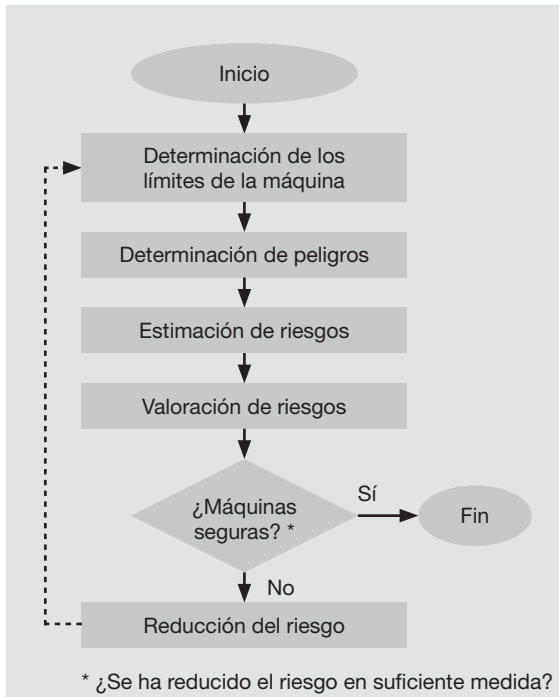 Inicio
Determinación de los
límites de la máquina
Determinación de peligros
Estimación de riesgos
Valoración de riesgos
¿Máquinas
seguras? *
Sí
Fin
No
Reducción del riesgo
* ¿Se ha reducido el riesgo en suficiente medida?